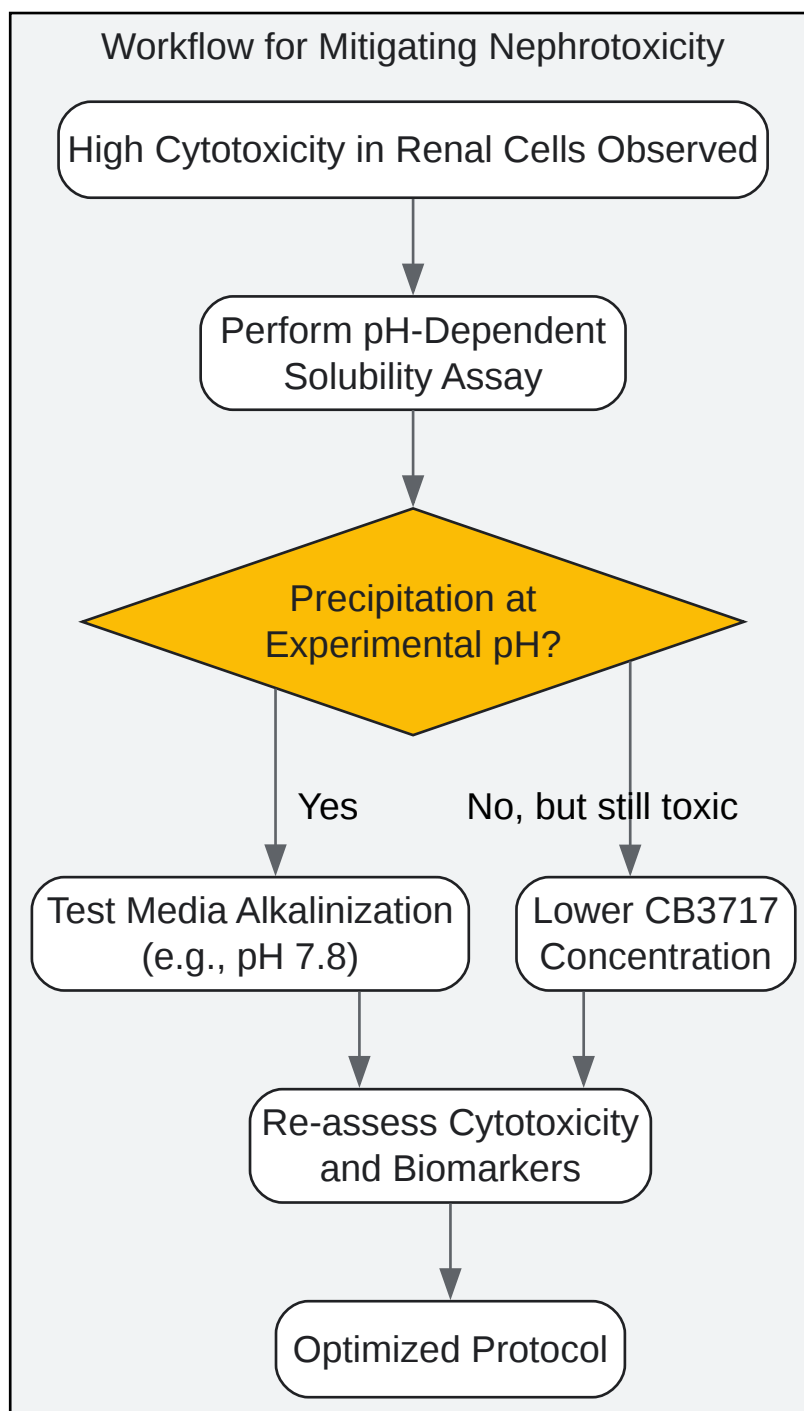 Workflow for Mitigating Nephrotoxicity
High Cytotoxicity in Renal Cells Observed
Perform pH-Dependent
Solubility Assay
Precipitation at
Experimental pH?
Yes
No, but still toxic
Test Media Alkalinization
(e.g., pH 7.8)
Lower CB3717
Concentration
Re-assess Cytotoxicity
and Biomarkers
Optimized Protocol